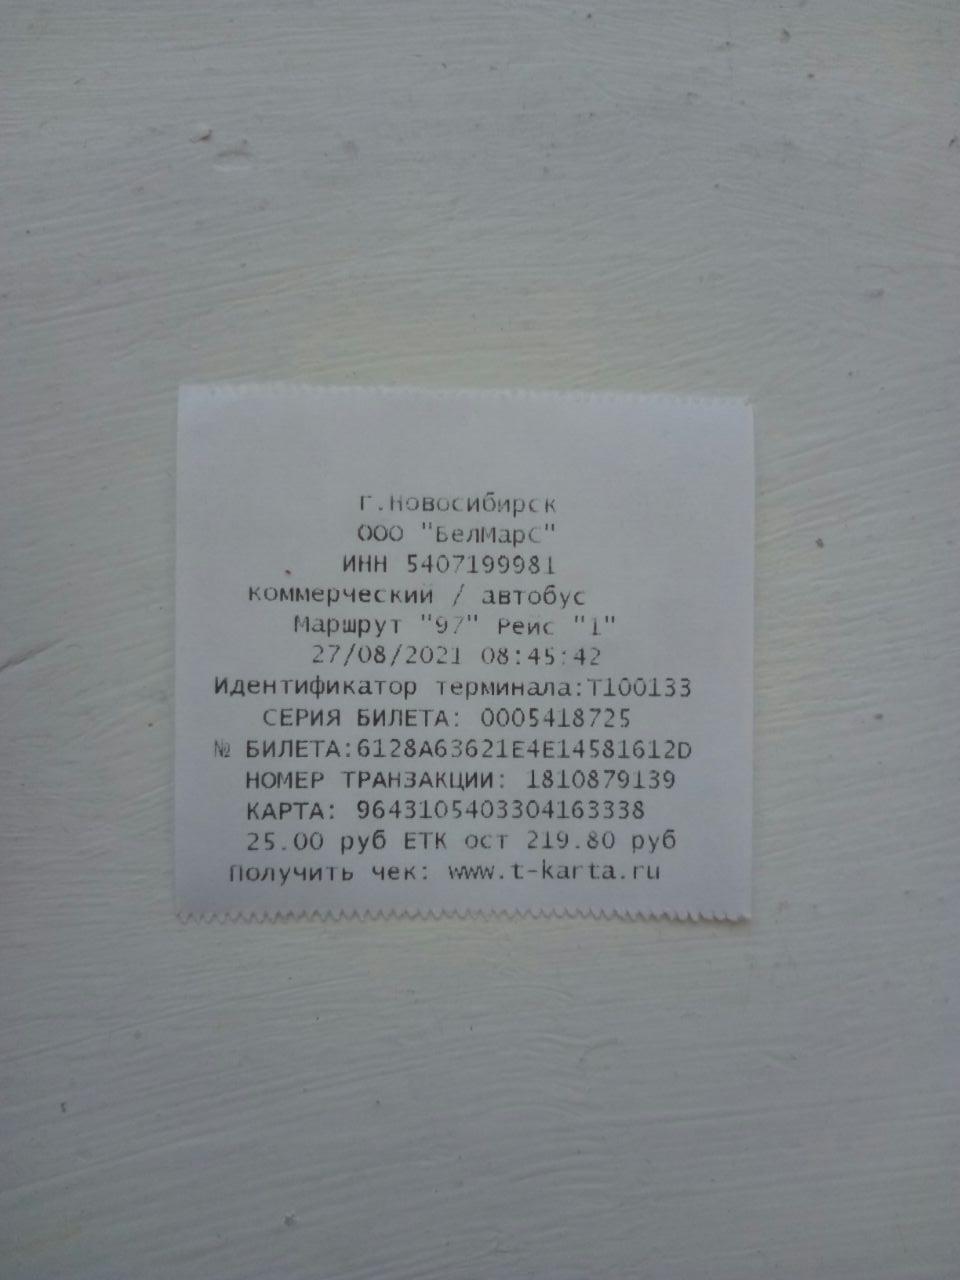 г.Новосибирск
ООО "БелМарС"
ИНН 5407199981
коммерческий / автобус
Маршрут "97" Рейс "1"
27/08/2021 08:45:42
Идентификатор терминала:T100133
СЕРИЯ БИЛЕТА: 0005418725
№ БИЛЕТА:6128A63621E4E14581612D
НОМЕР ТРАНЗАКЦИИ: 1810879139
КАРТА: 9643105403304163338
25.00 руб ЕТК ост 219.80 руб
Получить чек: www.t-karta.ru